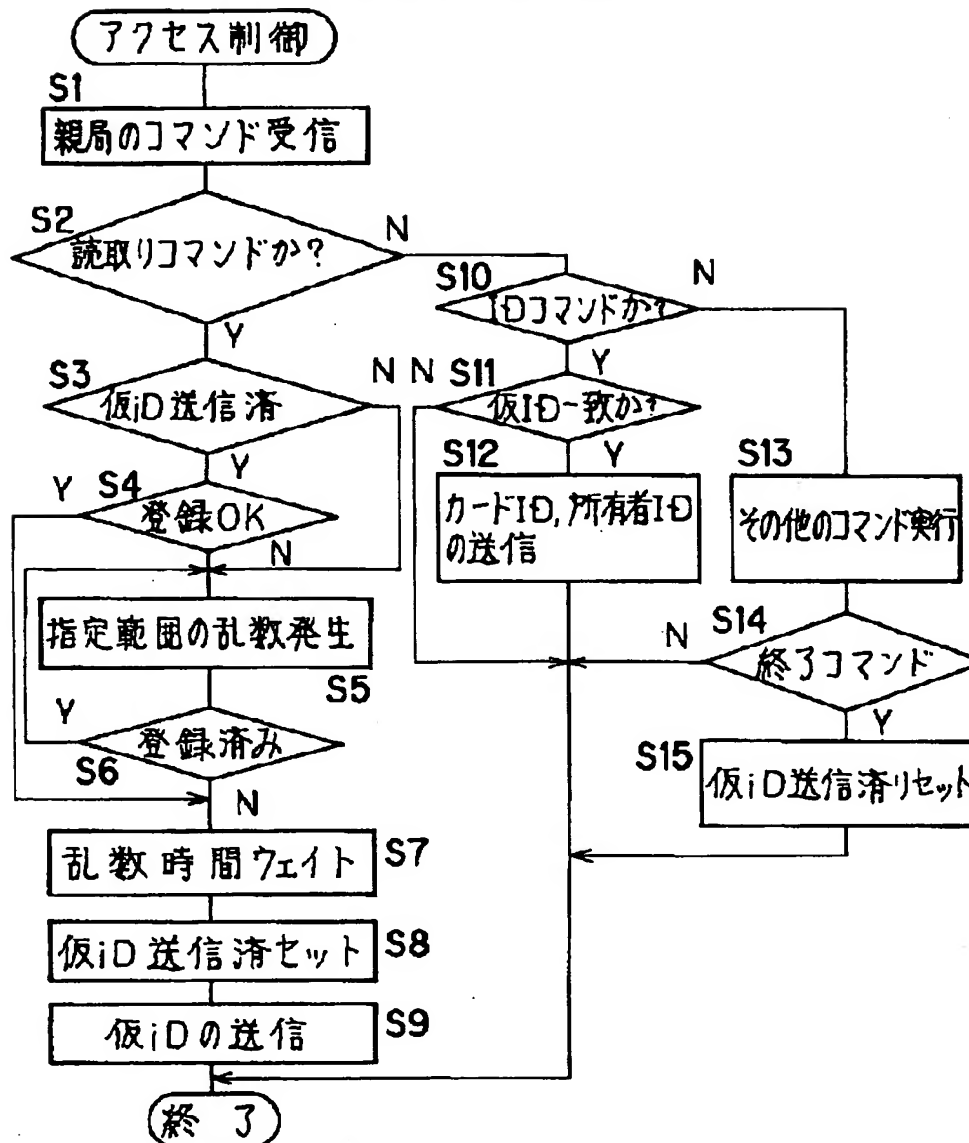 アクセス制御
S1
親局のコマンド受信
S2
読取りコマンドか?
N
Y
S10
IDコマンドか?
N
Y
S3
仮iD送信済
N
Y
S11
仮ID一致か?
N
Y
S4
登録OK
Y
N
S12
カードID,所有者ID
の送信
S13
その他のコマンド実行
指定範囲の乱数発生
S5
S14
終了コマンド
N
Y
登録済み
Y
S6
N
S15
仮iD送信済リセット
乱数時間ウェイト
S7
仮iD送信済セット
S8
仮iDの送信
S9
終了